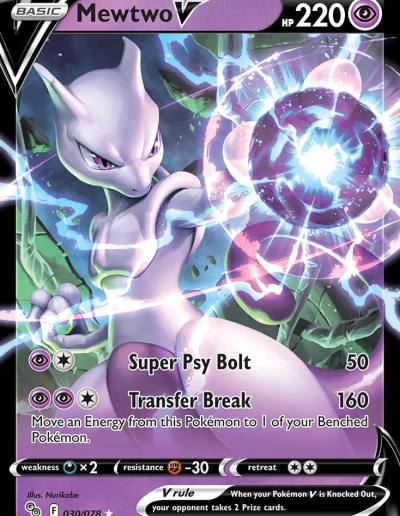 BASIC Mewtwo V HP 220
Super Psy Bolt 50
Transfer Break 160
Move an Energy from this Pokémon to 1 of your Benched
Pokémon.
weakness ×2 resistance -30 retreat
Illus. Nurikabe
F 030/078
V rule
When your Pokémon V is Knocked Out,
your opponent takes 2 Prize cards.